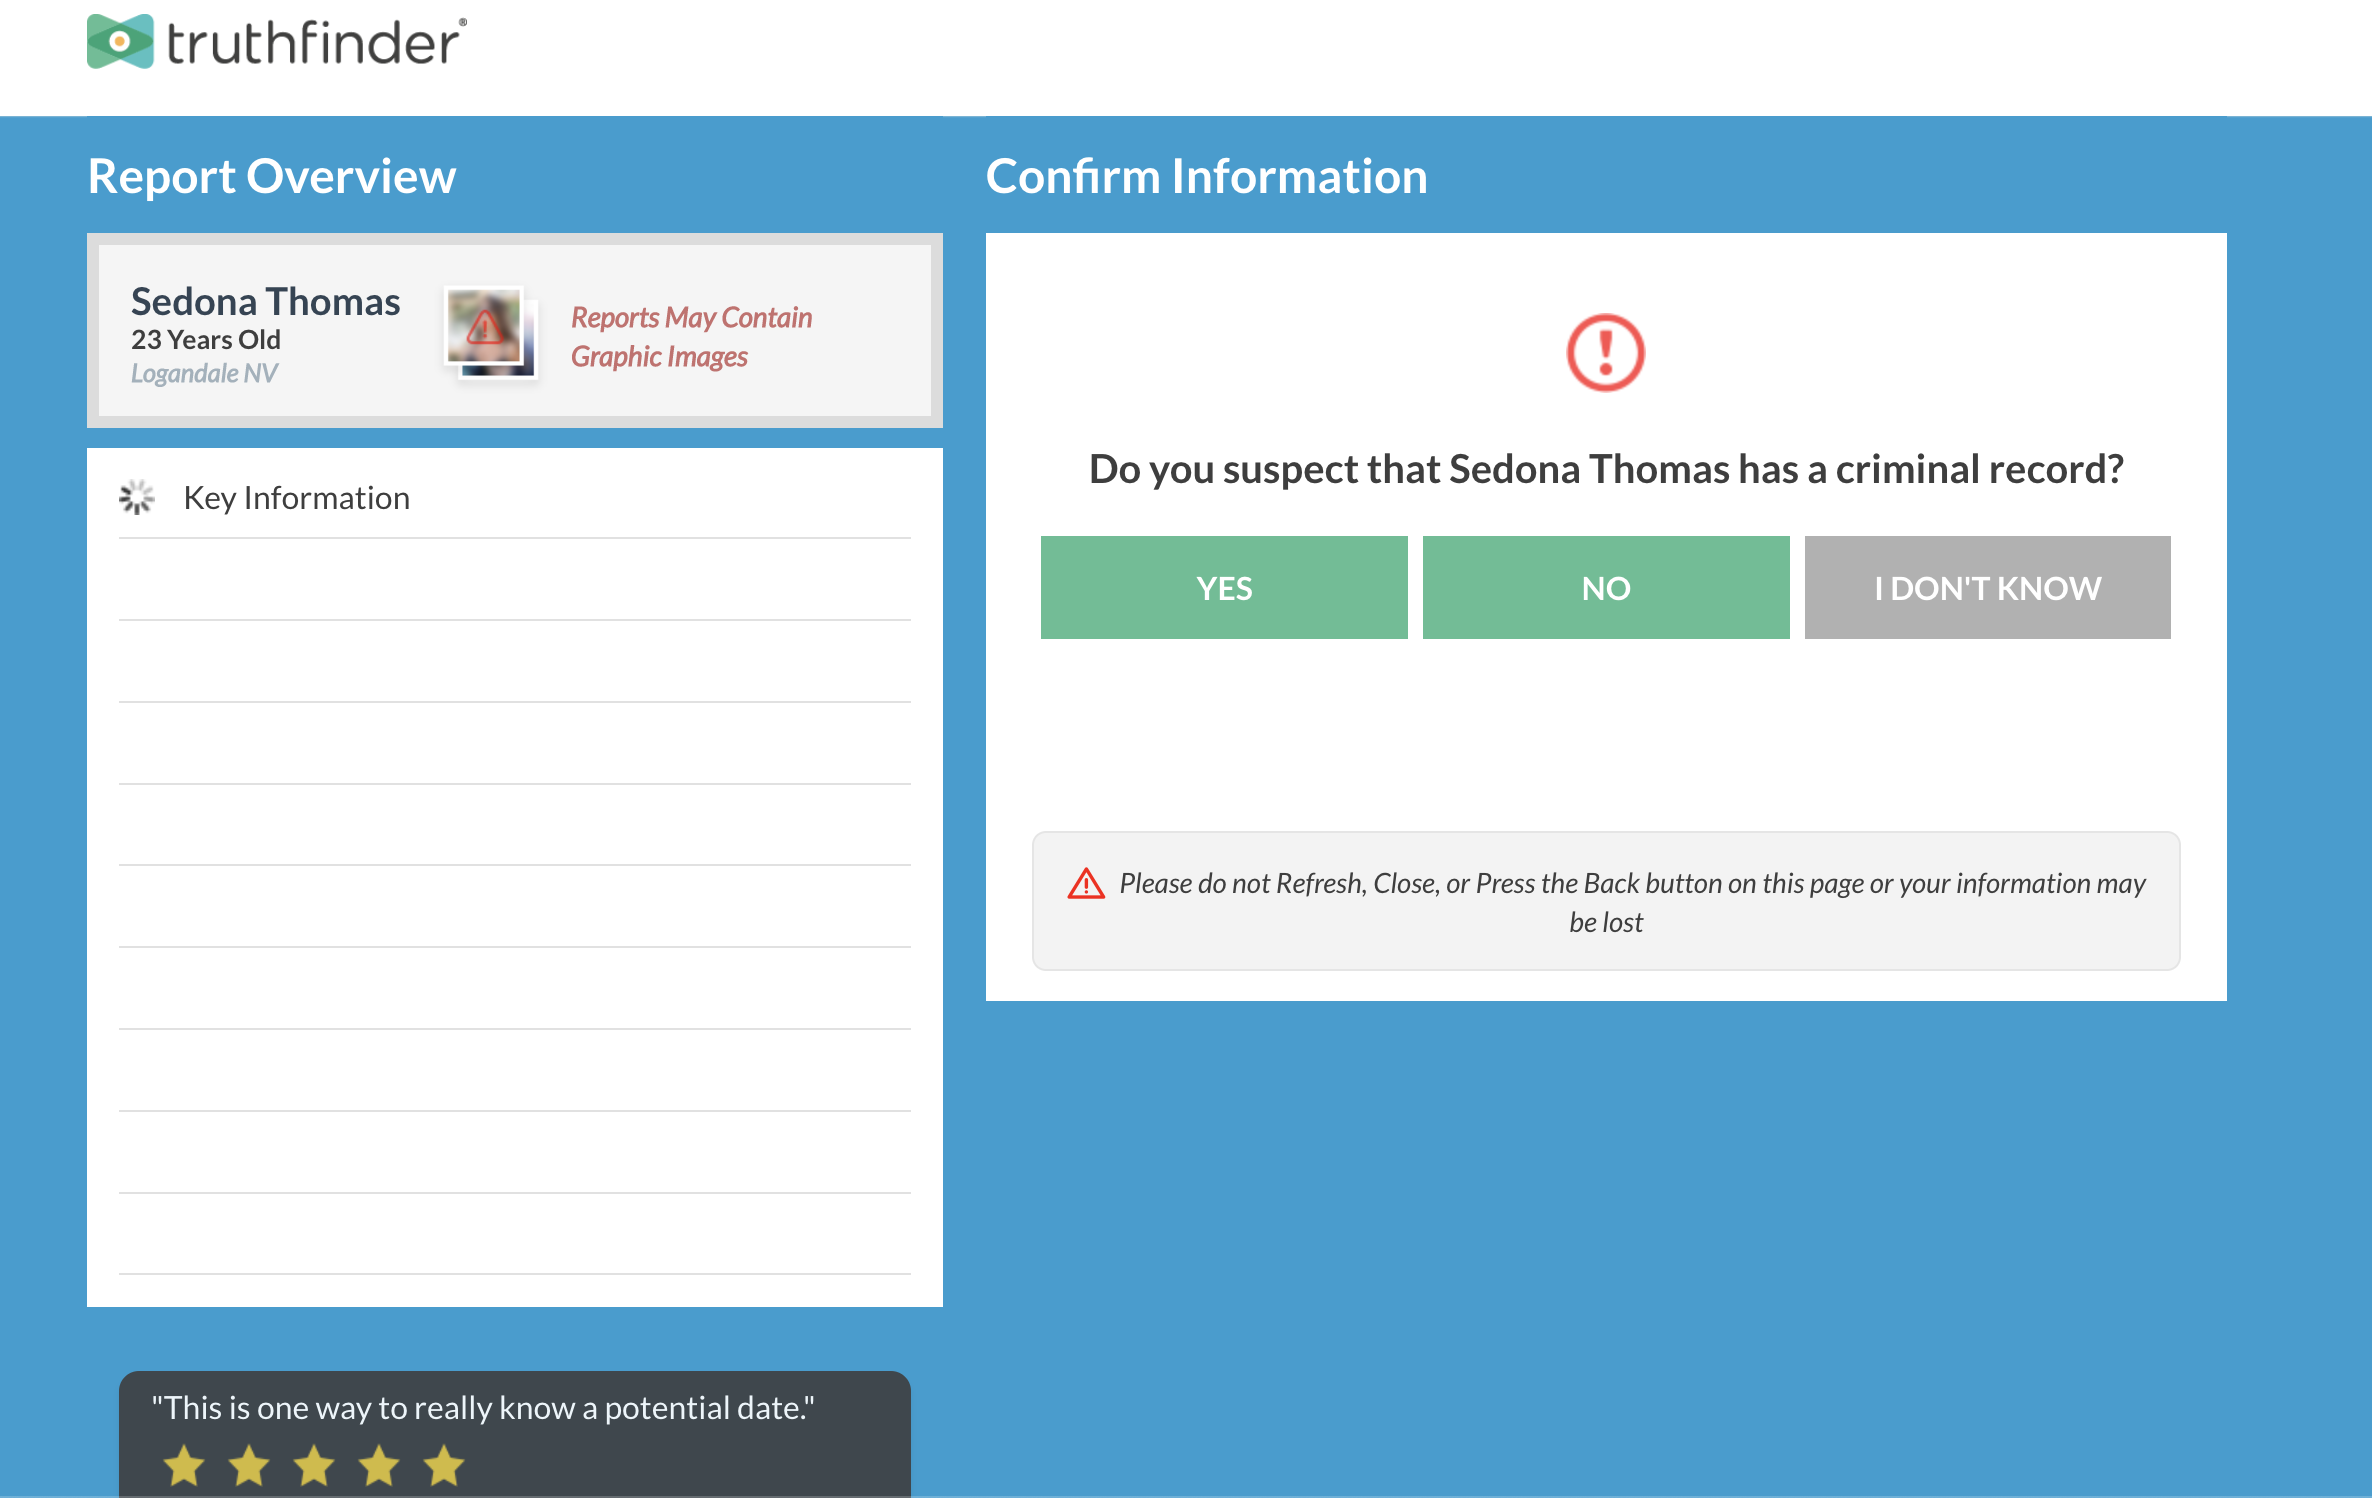 truthfinder®
Report Overview
Sedona Thomas
23 Years Old
Logandale NV
Reports May Contain
Graphic Images
Key Information
"This is one way to really know a potential date."
Confirm Information
Do you suspect that Sedona Thomas has a criminal record?
YES
NO
I DON'T KNOW
Please do not Refresh, Close, or Press the Back button on this page or your information may
be lost